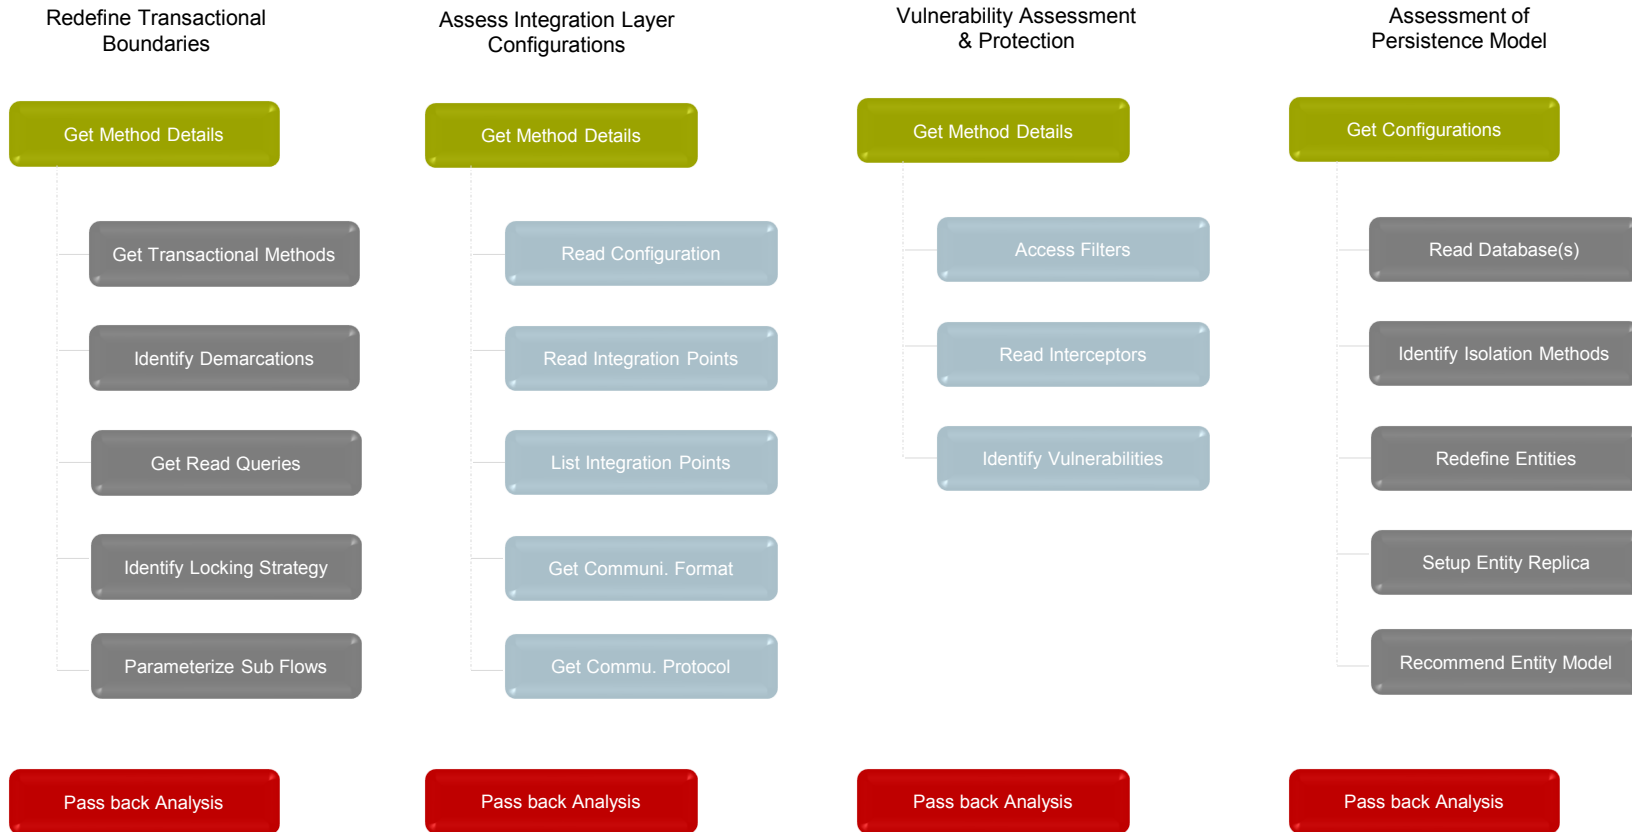 Redefine Transactional
Boundaries
Get Method Details
Get Transactional Methods
Identify Demarcations
Get Read Queries
Identify Locking Strategy
Parameterize Sub Flows
Pass back Analysis
Assess Integration Layer
Configurations
Get Method Details
Read Configuration
Read Integration Points
List Integration Points
Get Communi. Format
Get Commu. Protocol
Pass back Analysis
Vulnerability Assessment
& Protection
Get Method Details
Access Filters
Read Interceptors
Identify Vulnerabilities
Pass back Analysis
Assessment of
Persistence Model
Get Configurations
Read Database(s)
Identify Isolation Methods
Redefine Entities
Setup Entity Replica
Recommend Entity Model
Pass back Analysis